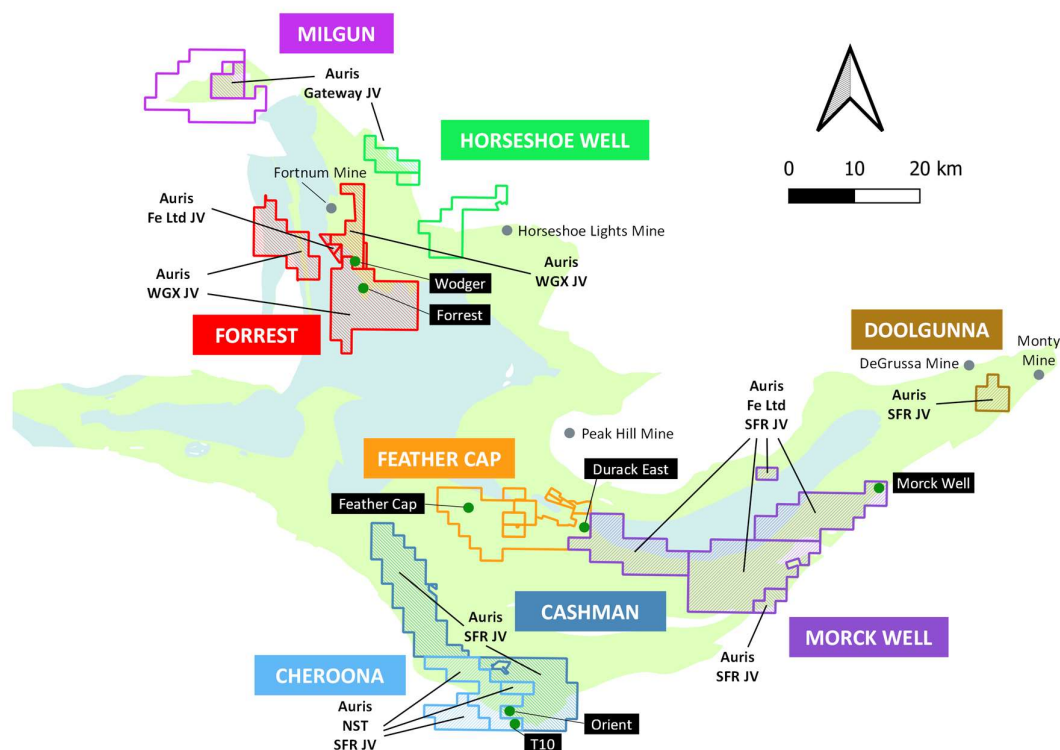 MILGUN
Auris
Gateway JV
HORSESHOE WELL
0 10 20 km
Fortnum Mine
Auris
Fe Ltd JV
Horseshoe Lights Mine
Auris
WGX JV
Auris
WGX JV
Wodger
Forrest
FORREST
DOOLGUNNA
Monty
Mine
DeGrussa Mine
Auris
SFR JV
Auris
Fe Ltd
SFR JV
Peak Hill Mine
FEATHER CAP
Durack East
Feather Cap
Morck Well
CASHMAN
Auris
SFR JV
MORCK WELL
Auris
SFR JV
CHEROONA
Auris
NST
SFR JV
Orient
T10